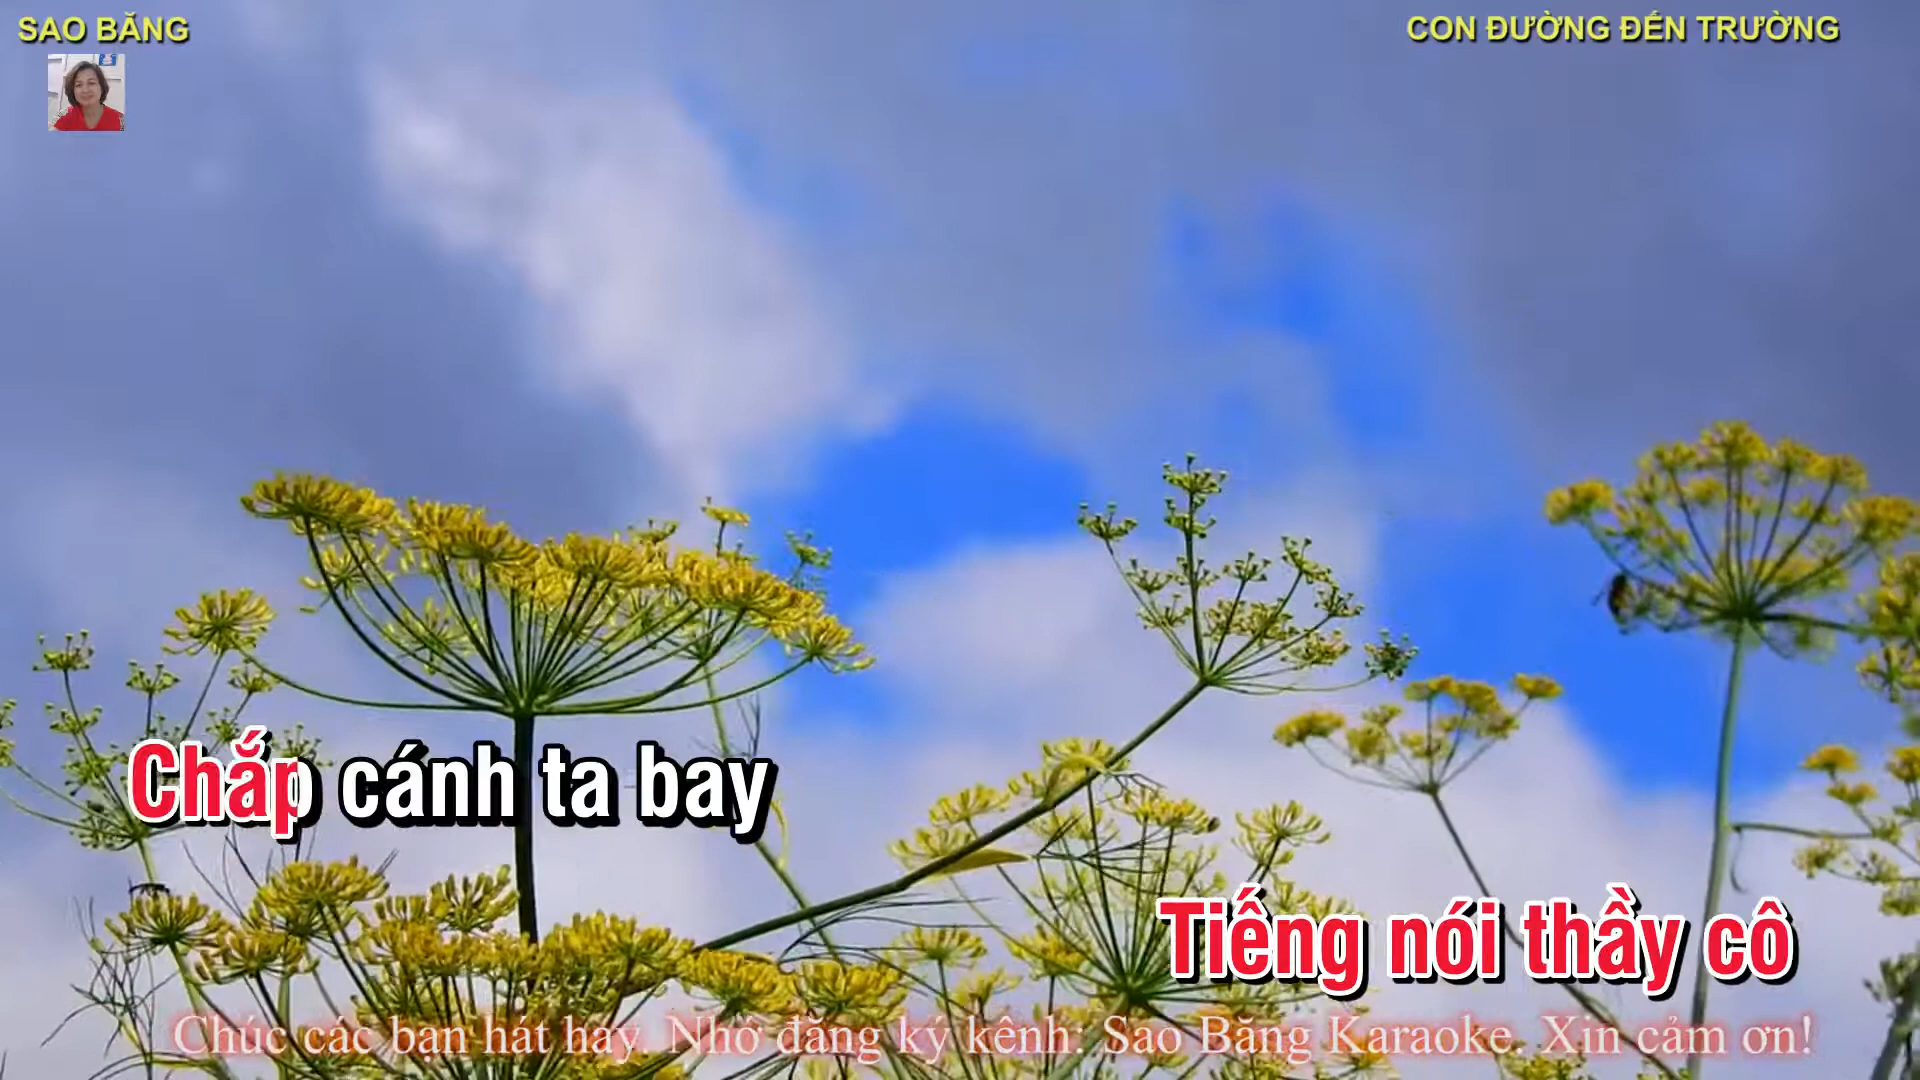 SAO BĂNG
CON ĐƯỜNG ĐẾN TRƯỜNG
Chắp cánh ta bay
Tiếng nói thầy cô
Chúc các bạn hát hay. Nhớ đăng ký kênh: Sao Băng Karaoke. Xin cảm ơn!